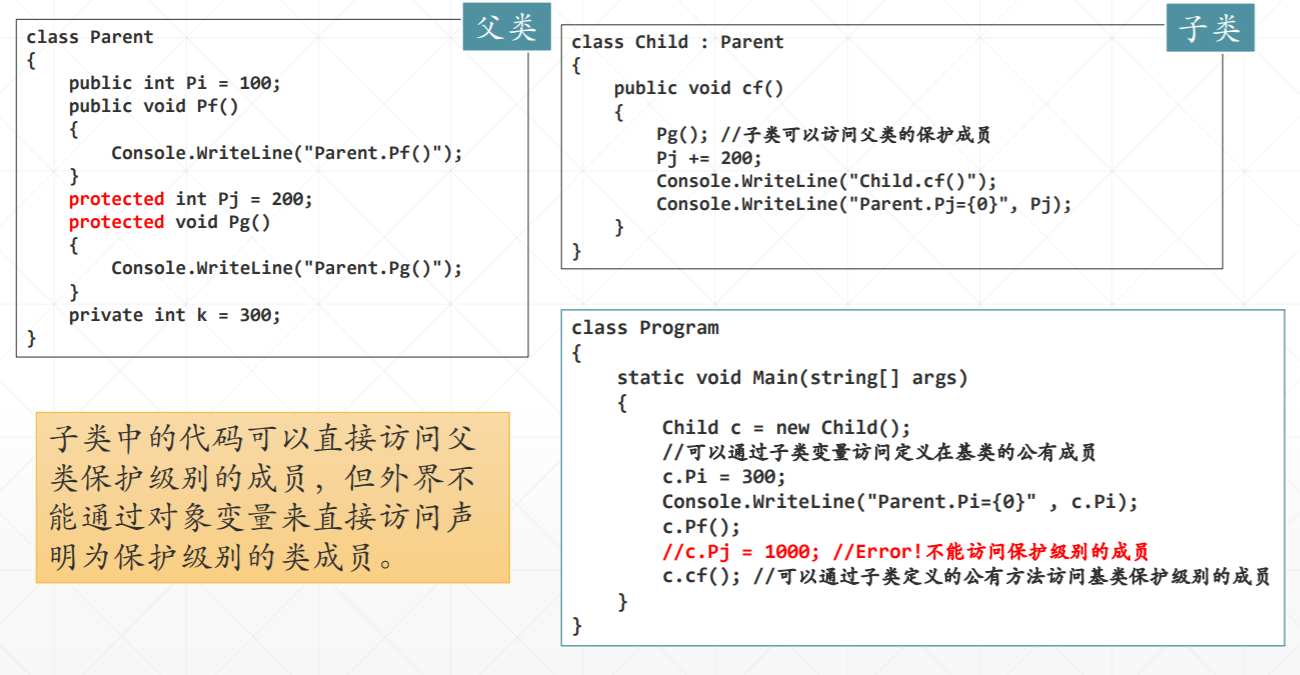 父类
class Parent
{
    public int Pi = 100;
    public void Pf()
    {
        Console.WriteLine("Parent.Pf()");
    }
    protected int Pj = 200;
    protected void Pg()
    {
        Console.WriteLine("Parent.Pg()");
    }
    private int k = 300;
}
子类
class Child : Parent
{
    public void cf()
    {
        Pg(); //子类可以访问父类的保护成员
        Pj += 200;
        Console.WriteLine("Child.cf()");
        Console.WriteLine("Parent.Pj={0}", Pj);
    }
}
子类中的代码可以直接访问父
类保护级别的成员，但外界不
能通过对象变量来直接访问声
明为保护级别的类成员。
class Program
{
    static void Main(string[] args)
    {
        Child c = new Child();
        //可以通过子类变量访问定义在基类的公有成员
        c.Pi = 300;
        Console.WriteLine("Parent.Pi={0}" , c.Pi);
        c.Pf();
        //c.Pj = 1000; //Error!不能访问保护级别的成员
        c.cf(); //可以通过子类定义的公有方法访问基类保护级别的成员
    }
}